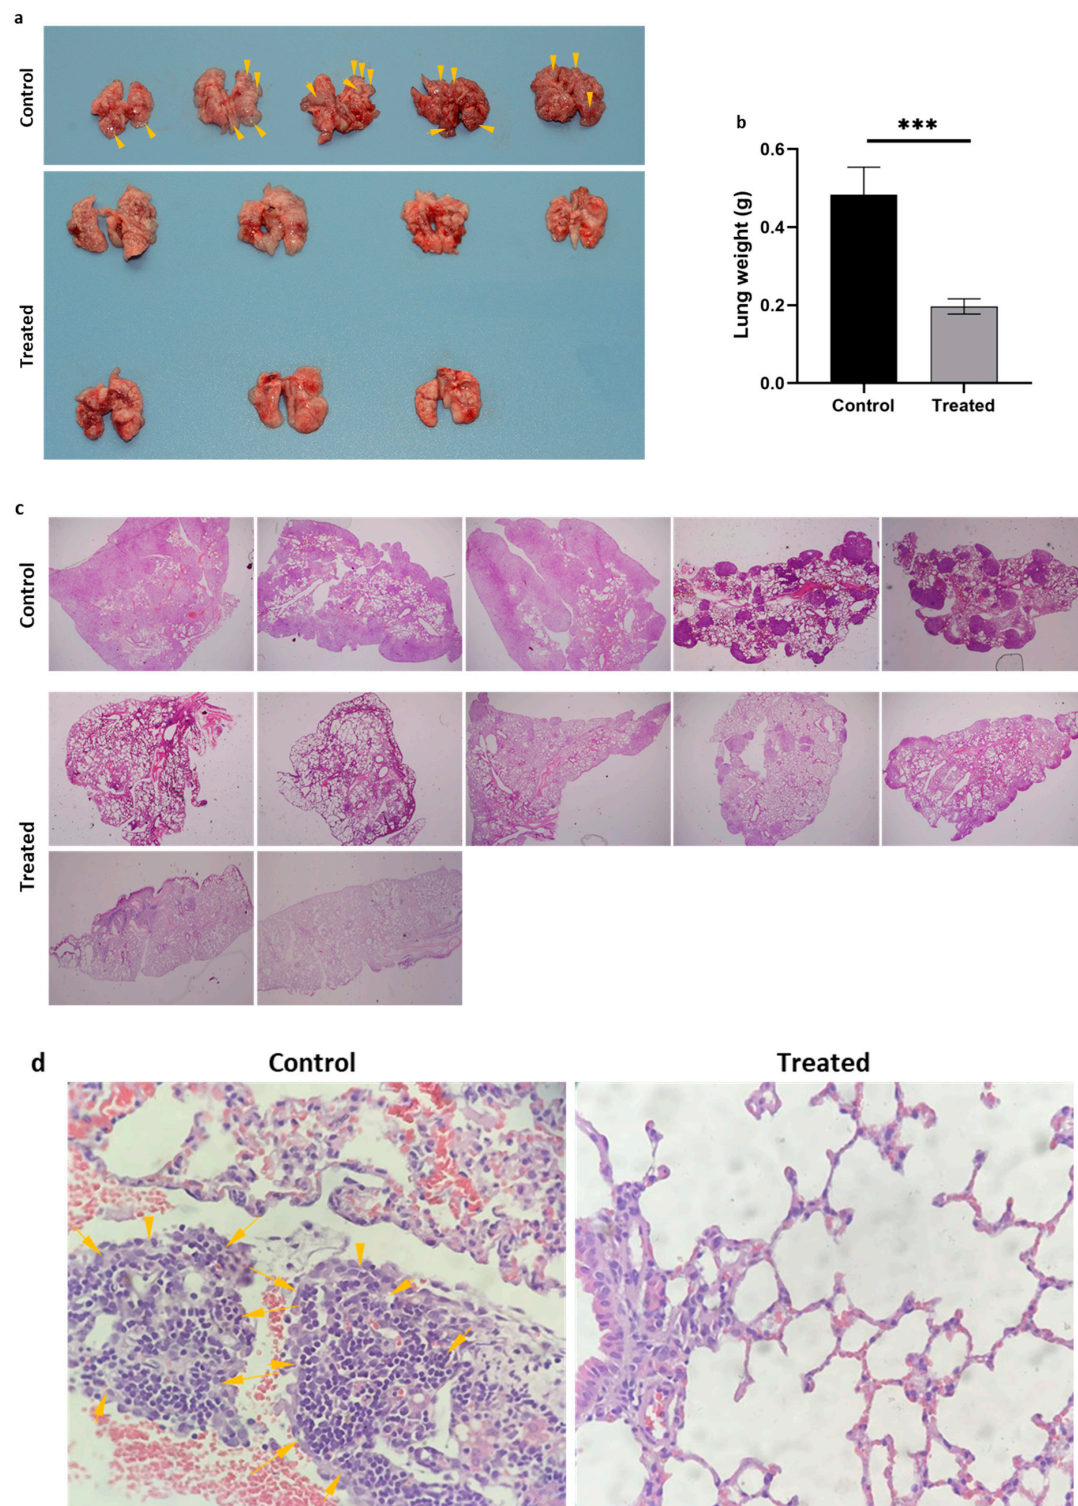 a
Control
Treated
b
***
Lung weight (g)
0.6
0.4
0.2
0.0
Control
Treated
c
Control
Treated
d
Control
Treated